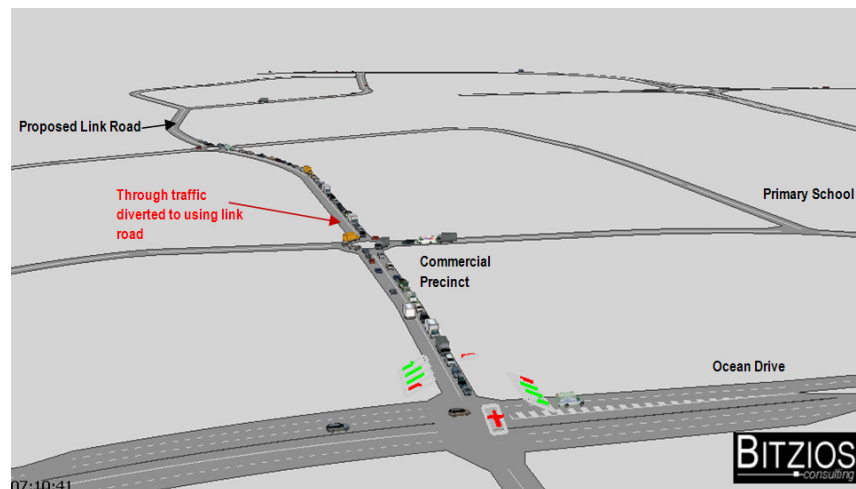 Proposed Link Road
Through traffic
diverted to using link
road
Primary School
Commercial
Precinct
Ocean Drive
BITZIOS
consulting
07:10:41